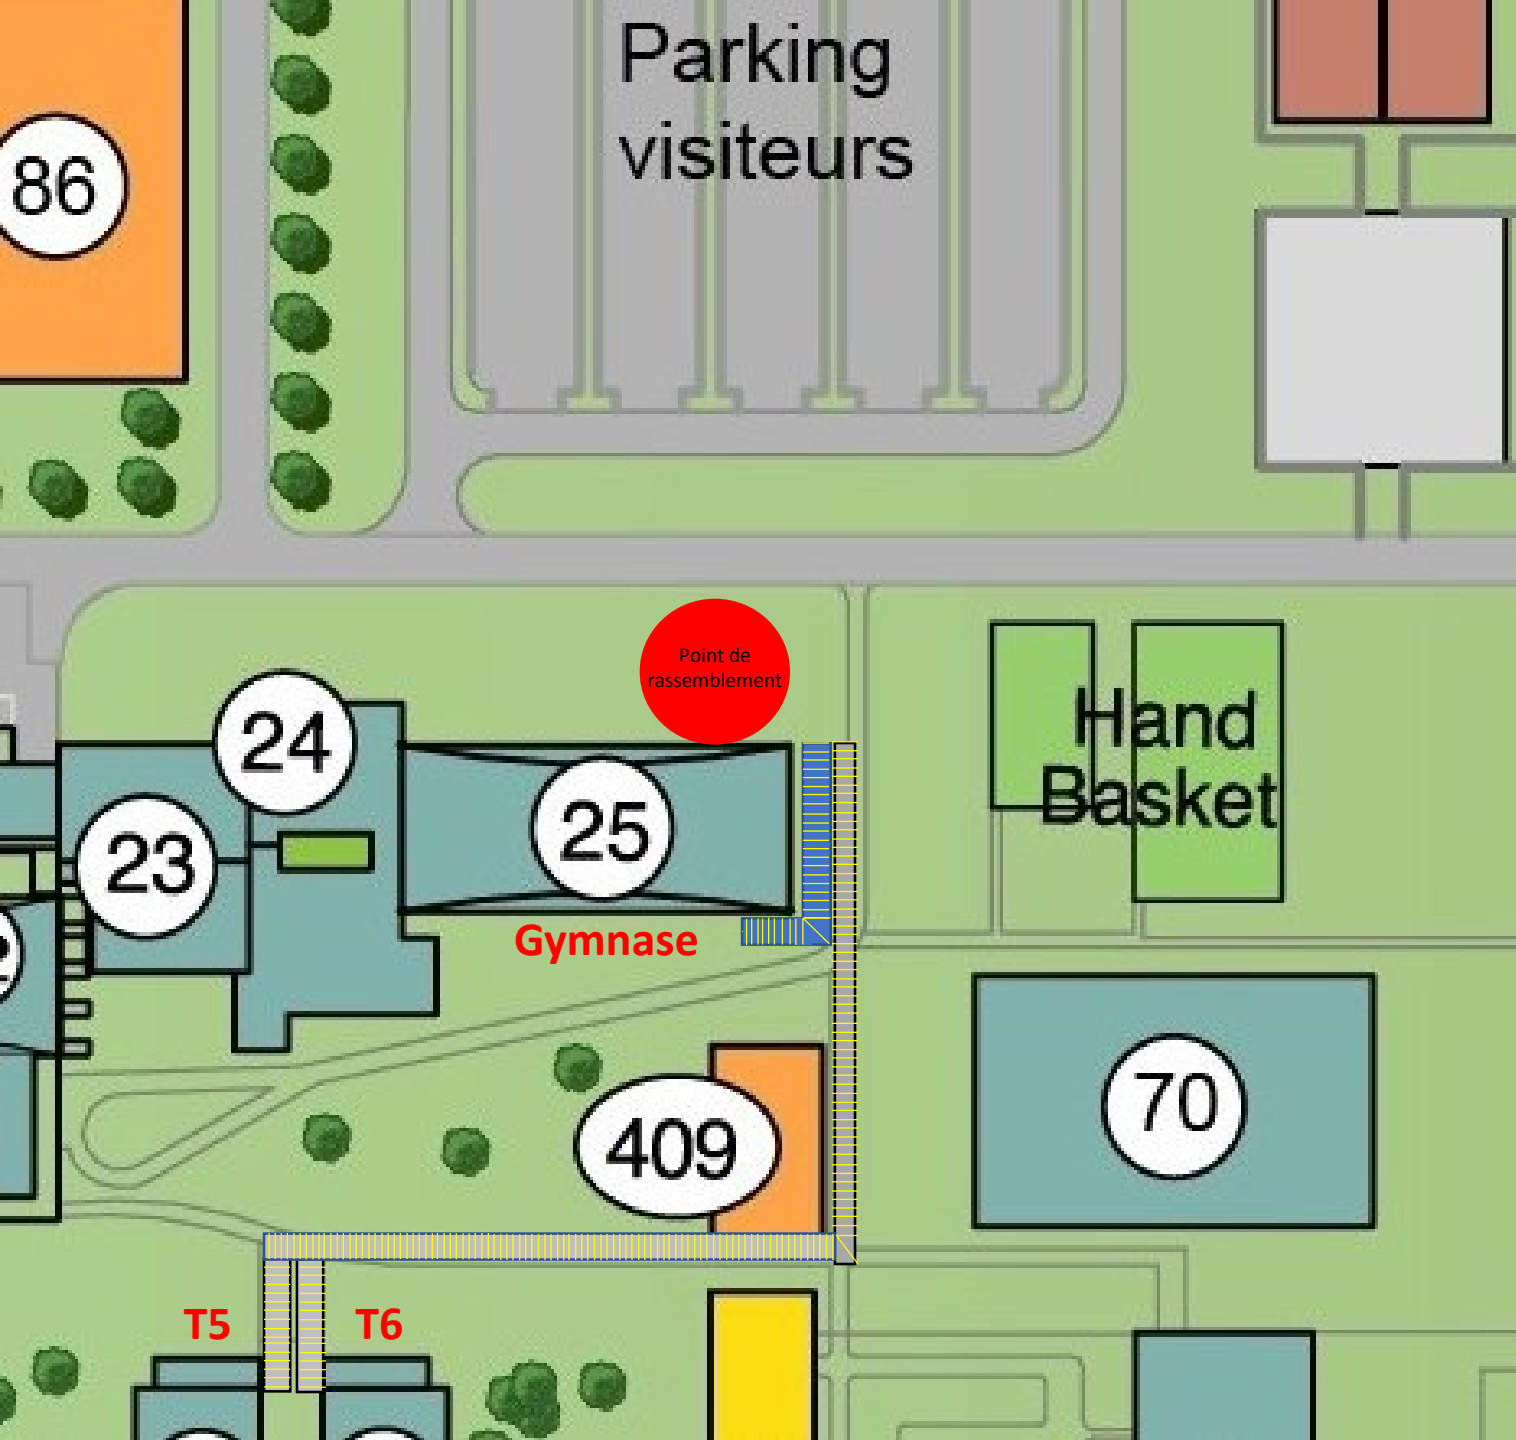 Parking
visiteurs
86
Point de
rassemblement
24
Hand
Basket
25
23
Gymnase
70
409
T5
T6